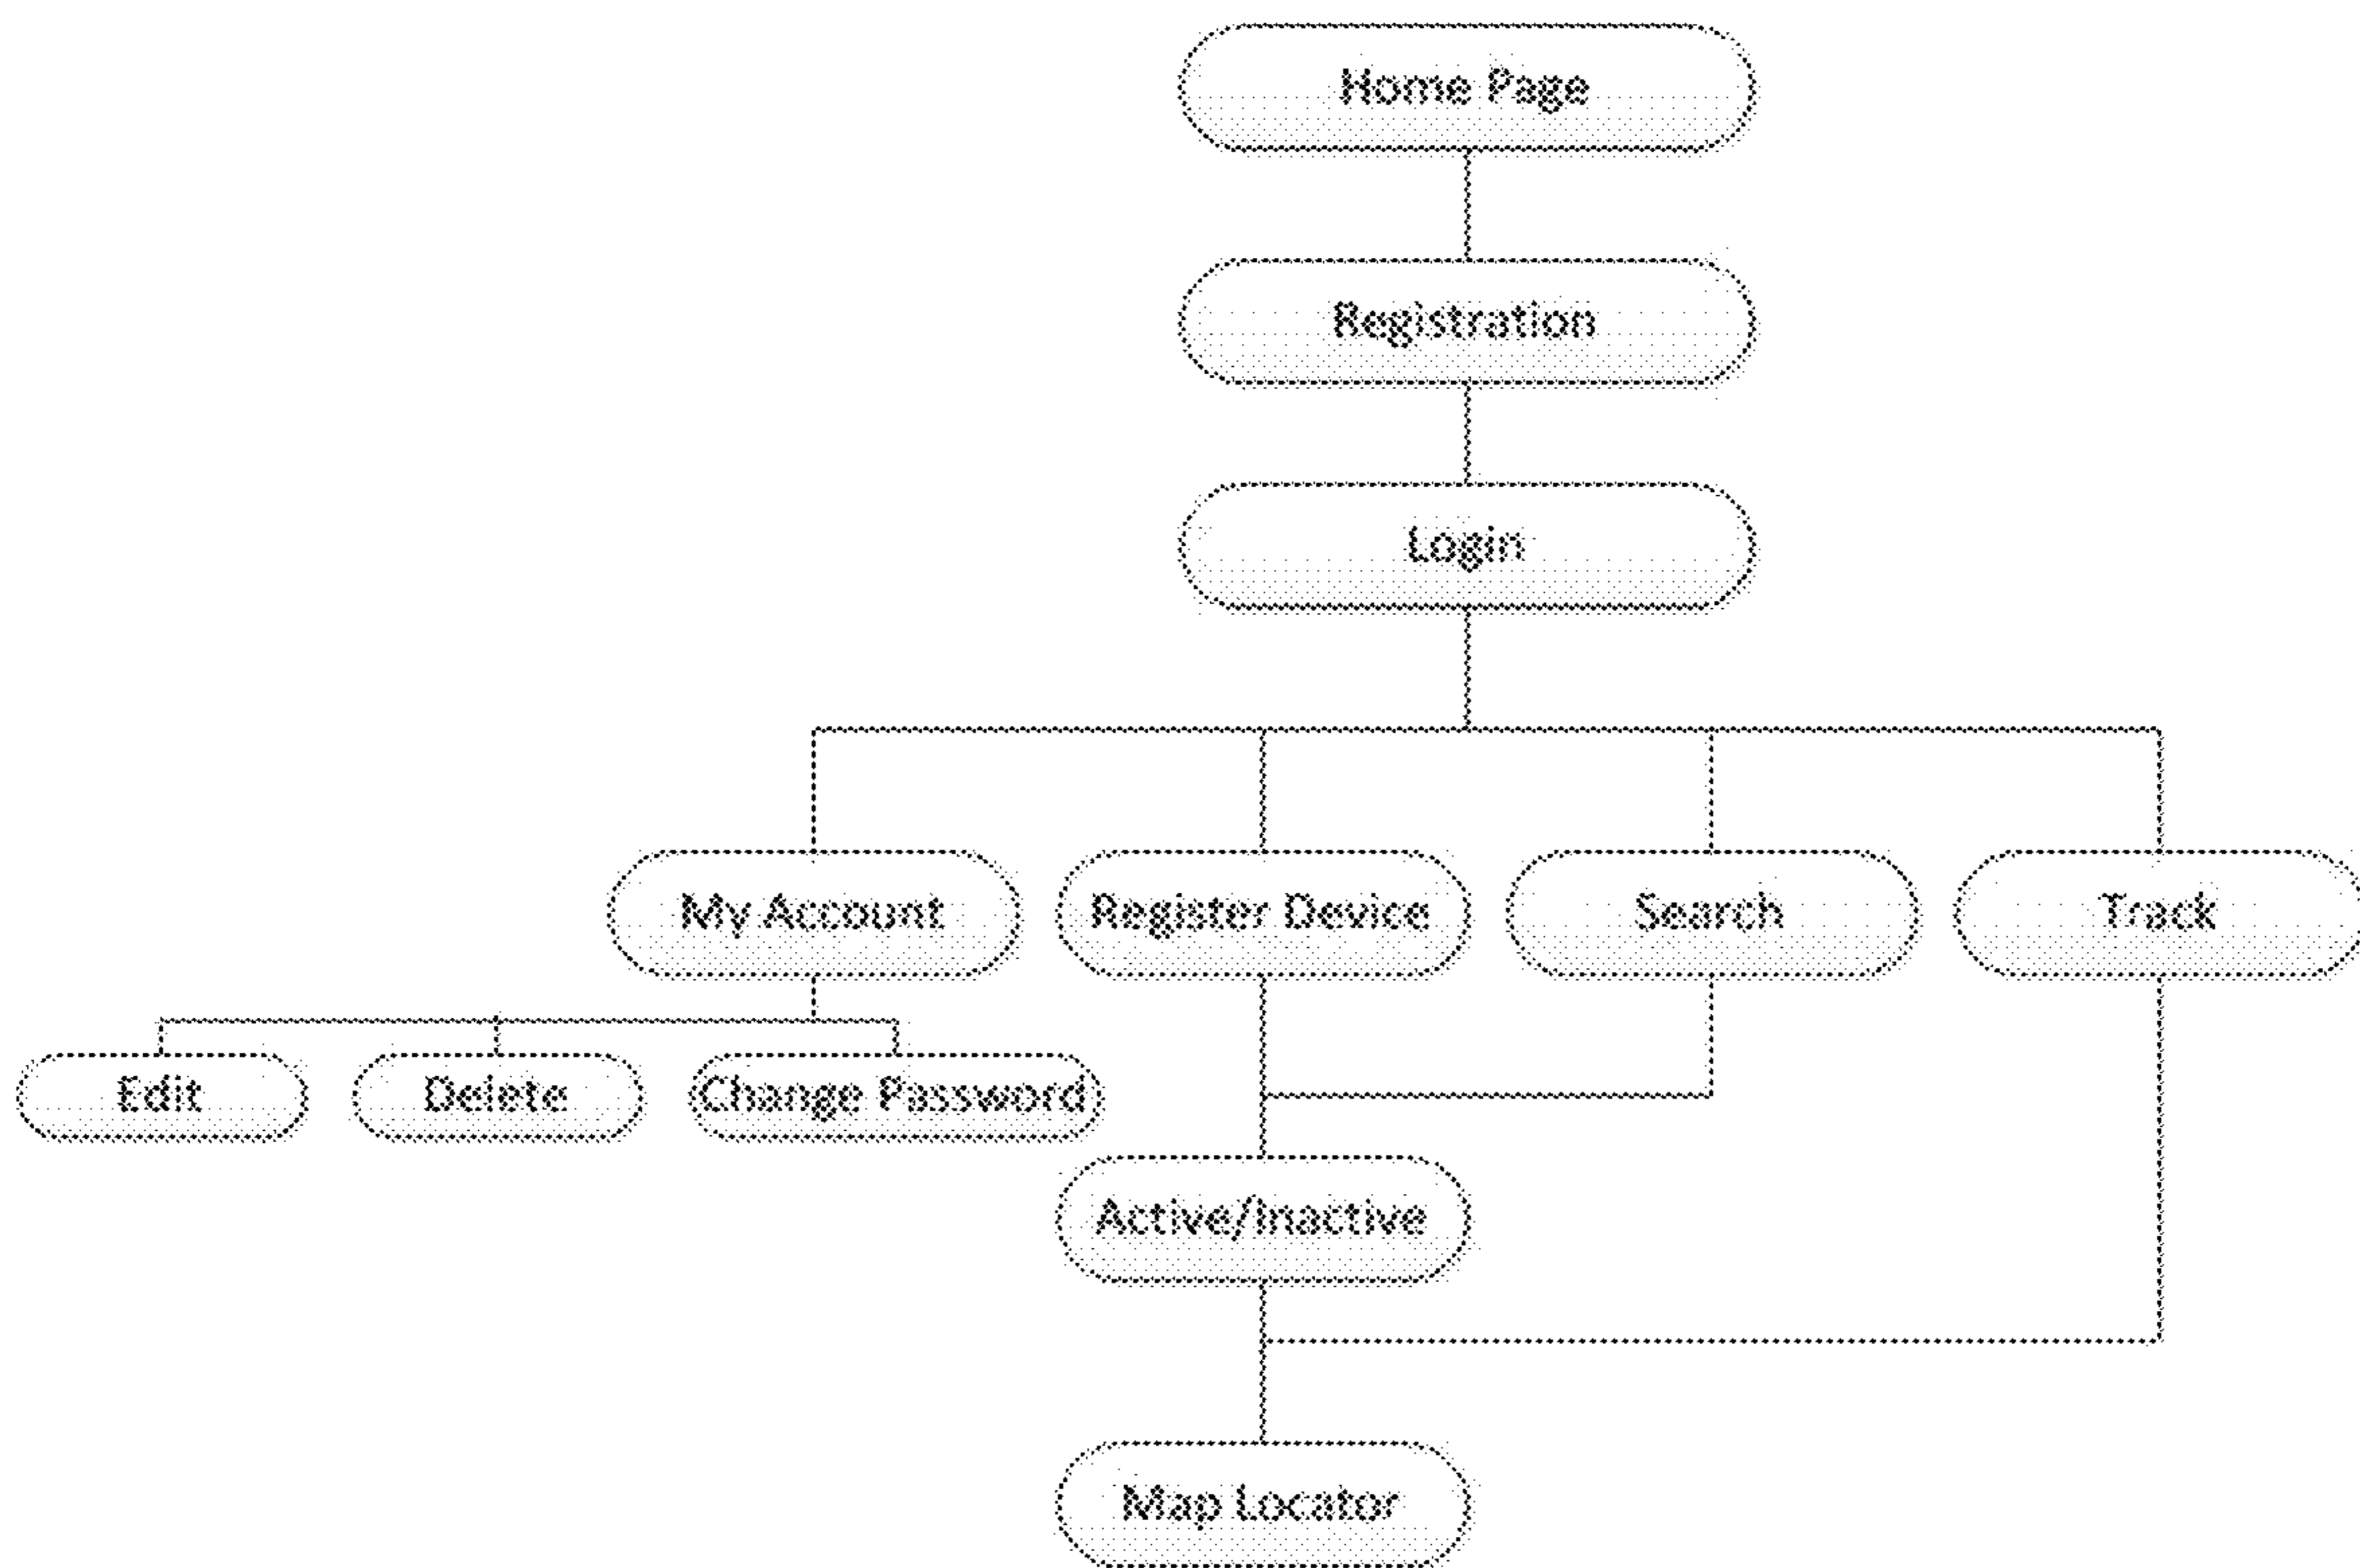 Home Page
Registration
Login
My Account
Register Device
Search
Track
Edit
Delete
Change Password
Active/Inactive
Map Locator